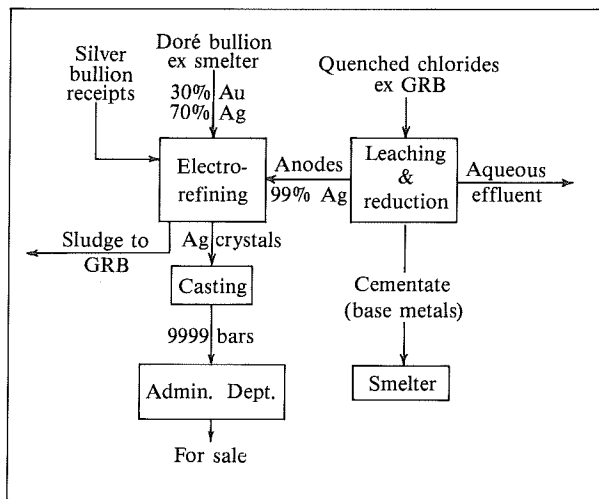 Silver
bullion
receipts
Doré bullion
ex smelter
30% Au
70% Ag
Quenched chlorides
ex GRB
Electro-
refining
Anodes
99% Ag
Leaching
&
reduction
Aqueous
effluent
Sludge to
GRB
Ag crystals
Casting
Cementate
(base metals)
9999 bars
Smelter
Admin. Dept.
For sale